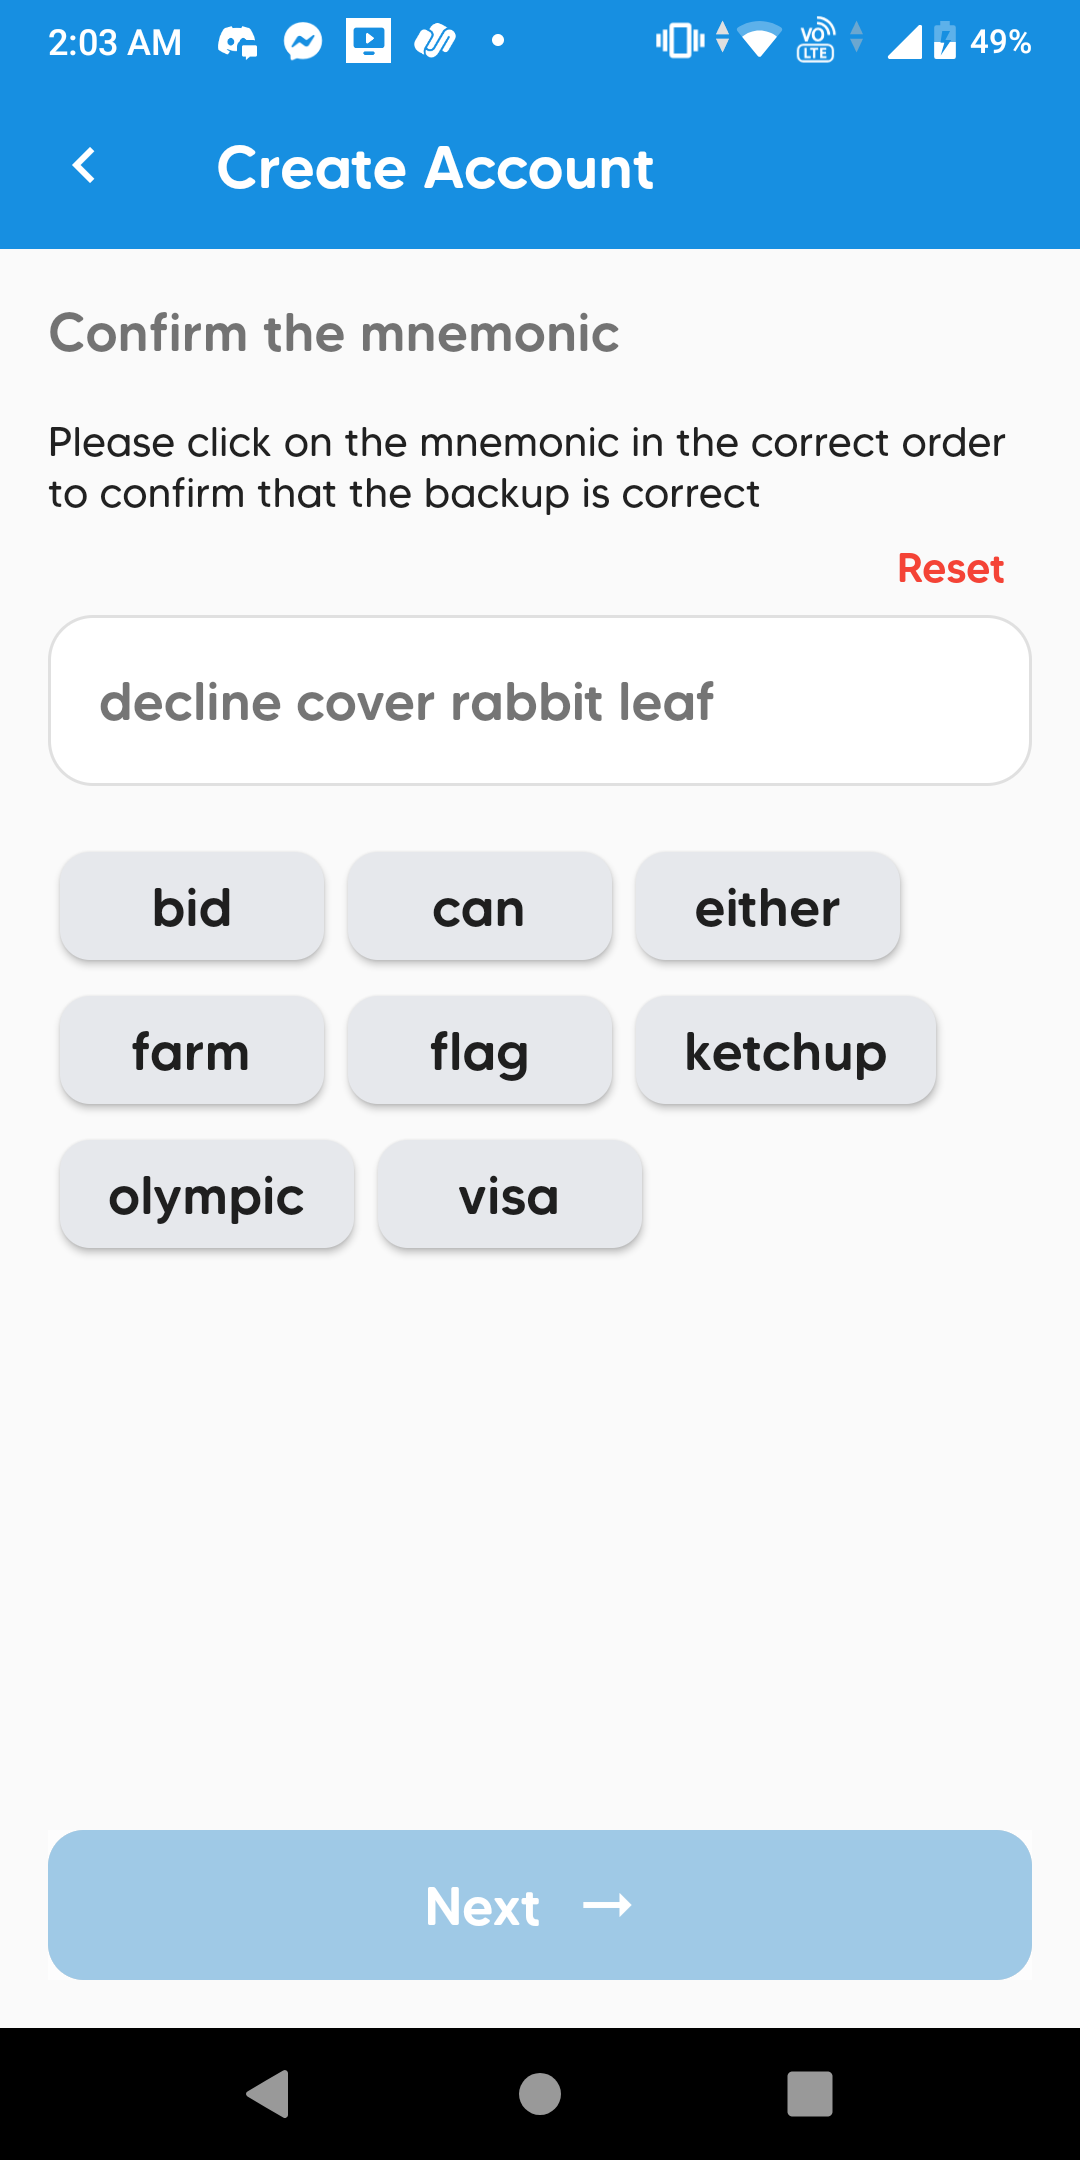 2:03 AM VO LTE 49%
Create Account
Confirm the mnemonic
Please click on the mnemonic in the correct order
to confirm that the backup is correct
Reset
decline cover rabbit leaf
bid can either
farm flag ketchup
olympic visa
Next →